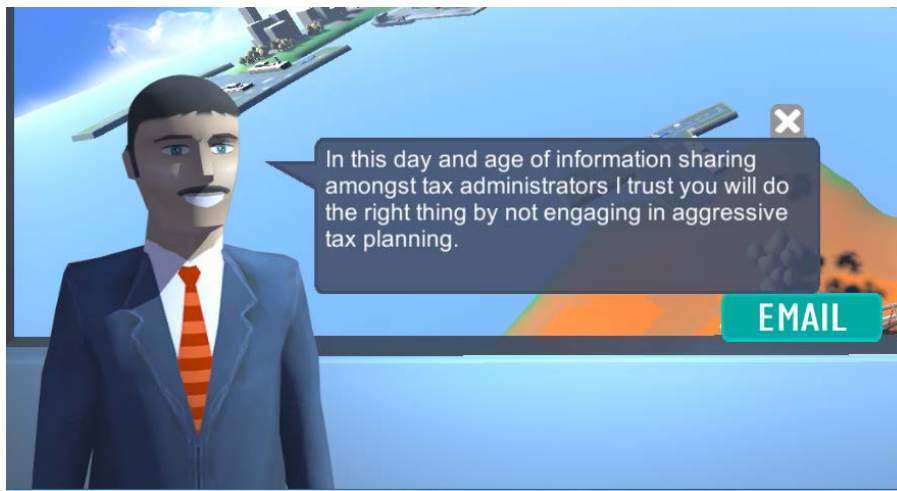 In this day and age of information sharing
amongst tax administrators I trust you will do
the right thing by not engaging in aggressive
tax planning.
EMAIL